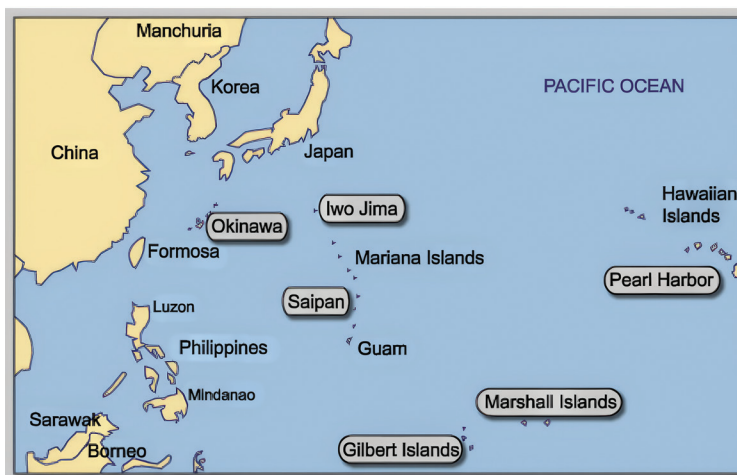 Manchuria
Korea
PACIFIC OCEAN
China
Japan
Hawaiian
Islands
Iwo Jima
Okinawa
Formosa
Mariana Islands
Pearl Harbor
Saipan
Luzon
Philippines
Guam
Mindanao
Marshall Islands
Sarawak
Borneo
Gilbert Islands